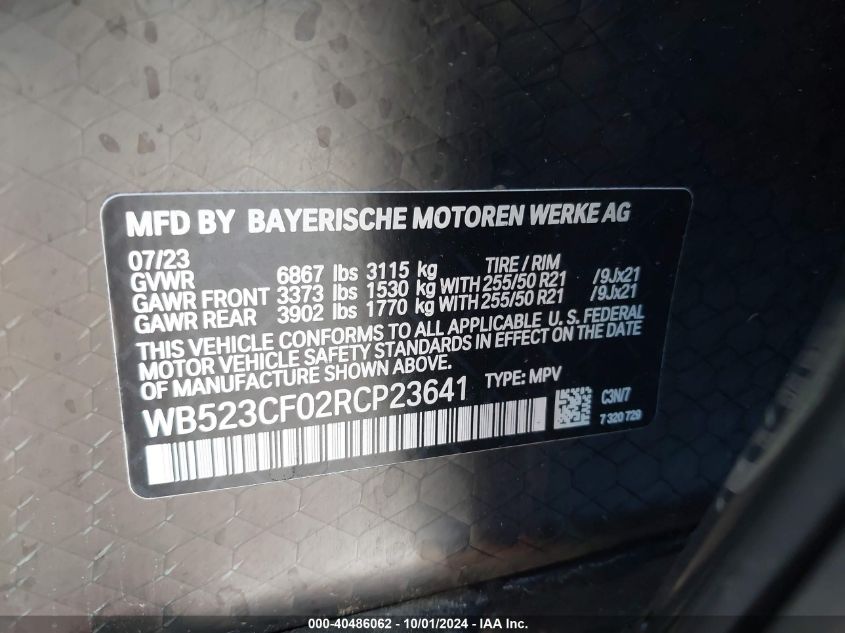 MFD BY BAYERISCHE MOTOREN WERKE AG
07/23 TIRE / RIM
GVWR 6867 lbs 3115 kg
GAWR FRONT 3373 lbs 1530 kg WITH 255/50 R21 /9Jx21
GAWR REAR 3902 lbs 1770 kg WITH 255/50 R21 /9Jx21
THIS VEHICLE CONFORMS TO ALL APPLICABLE U. S. FEDERAL
MOTOR VEHICLE SAFETY STANDARDS IN EFFECT ON THE DATE
OF MANUFACTURE SHOWN ABOVE.
WB523CF02RCP23641 TYPE: MPV
C3N/7
7 320 729
000-40486062 - 10/01/2024 - IAA Inc.